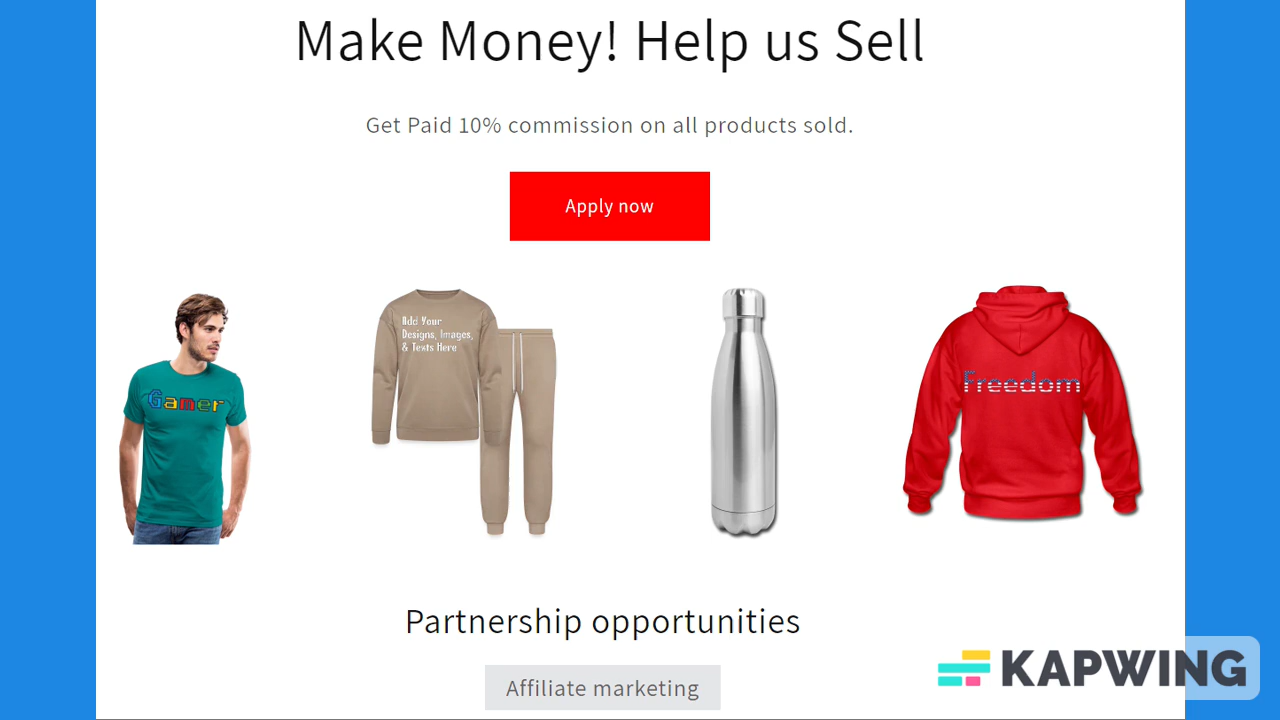 Make Money! Help us Sell
Get Paid 10% commission on all products sold.
Apply now
Gamer
Add Your
Designs, Images,
& Texts Here
Freedom
Partnership opportunities
Affiliate marketing
KAPWING